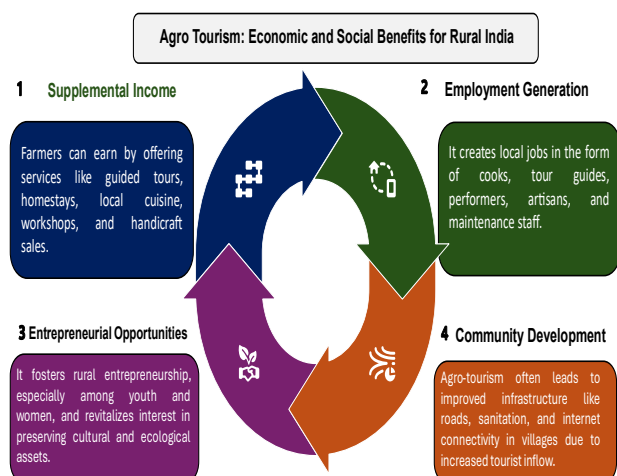 Agro Tourism: Economic and Social Benefits for Rural India
1 Supplemental Income
Farmers can earn by offering
services like guided tours,
homestays, local cuisine,
workshops, and handicraft
sales.
2 Employment Generation
It creates local jobs in the form
of cooks, tour guides,
performers, artisans, and
maintenance staff.
3 Entrepreneurial Opportunities
It fosters rural entrepreneurship,
especially among youth and
women, and revitalizes interest in
preserving cultural and ecological
assets.
4 Community Development
Agro-tourism often leads to
improved infrastructure like
roads, sanitation, and internet
connectivity in villages due to
increased tourist inflow.